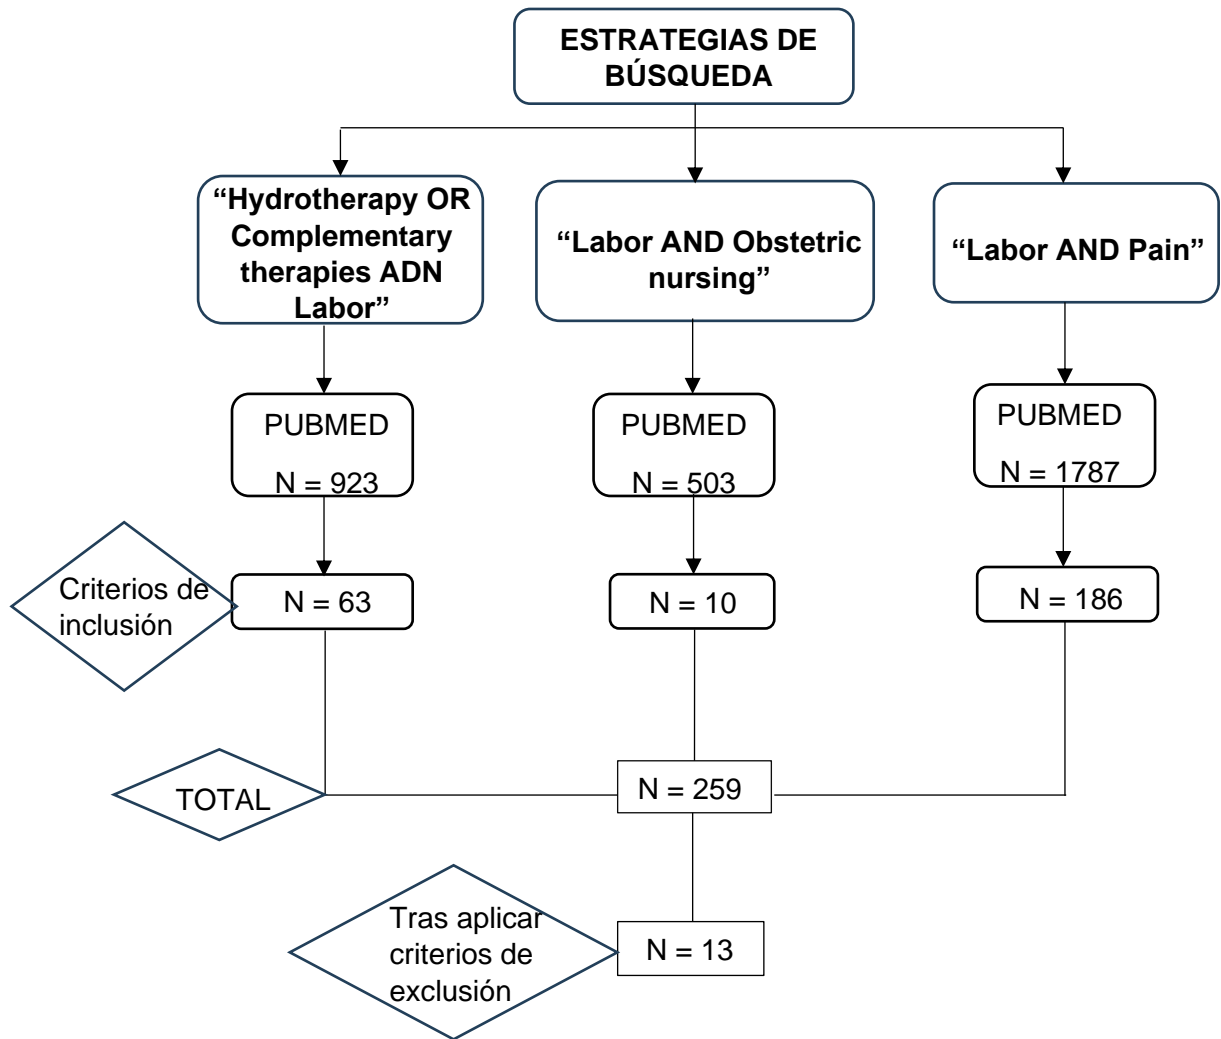 ESTRATEGIAS DE
BÚSQUEDA
“Hydrotherapy OR
Complementary
therapies ADN
Labor”
“Labor AND Obstetric
nursing”
“Labor AND Pain”
PUBMED
N = 923
PUBMED
N = 503
PUBMED
N = 1787
Criterios de
inclusión
N = 63
N = 10
N = 186
TOTAL
N = 259
Tras aplicar
criterios de
exclusión
N = 13